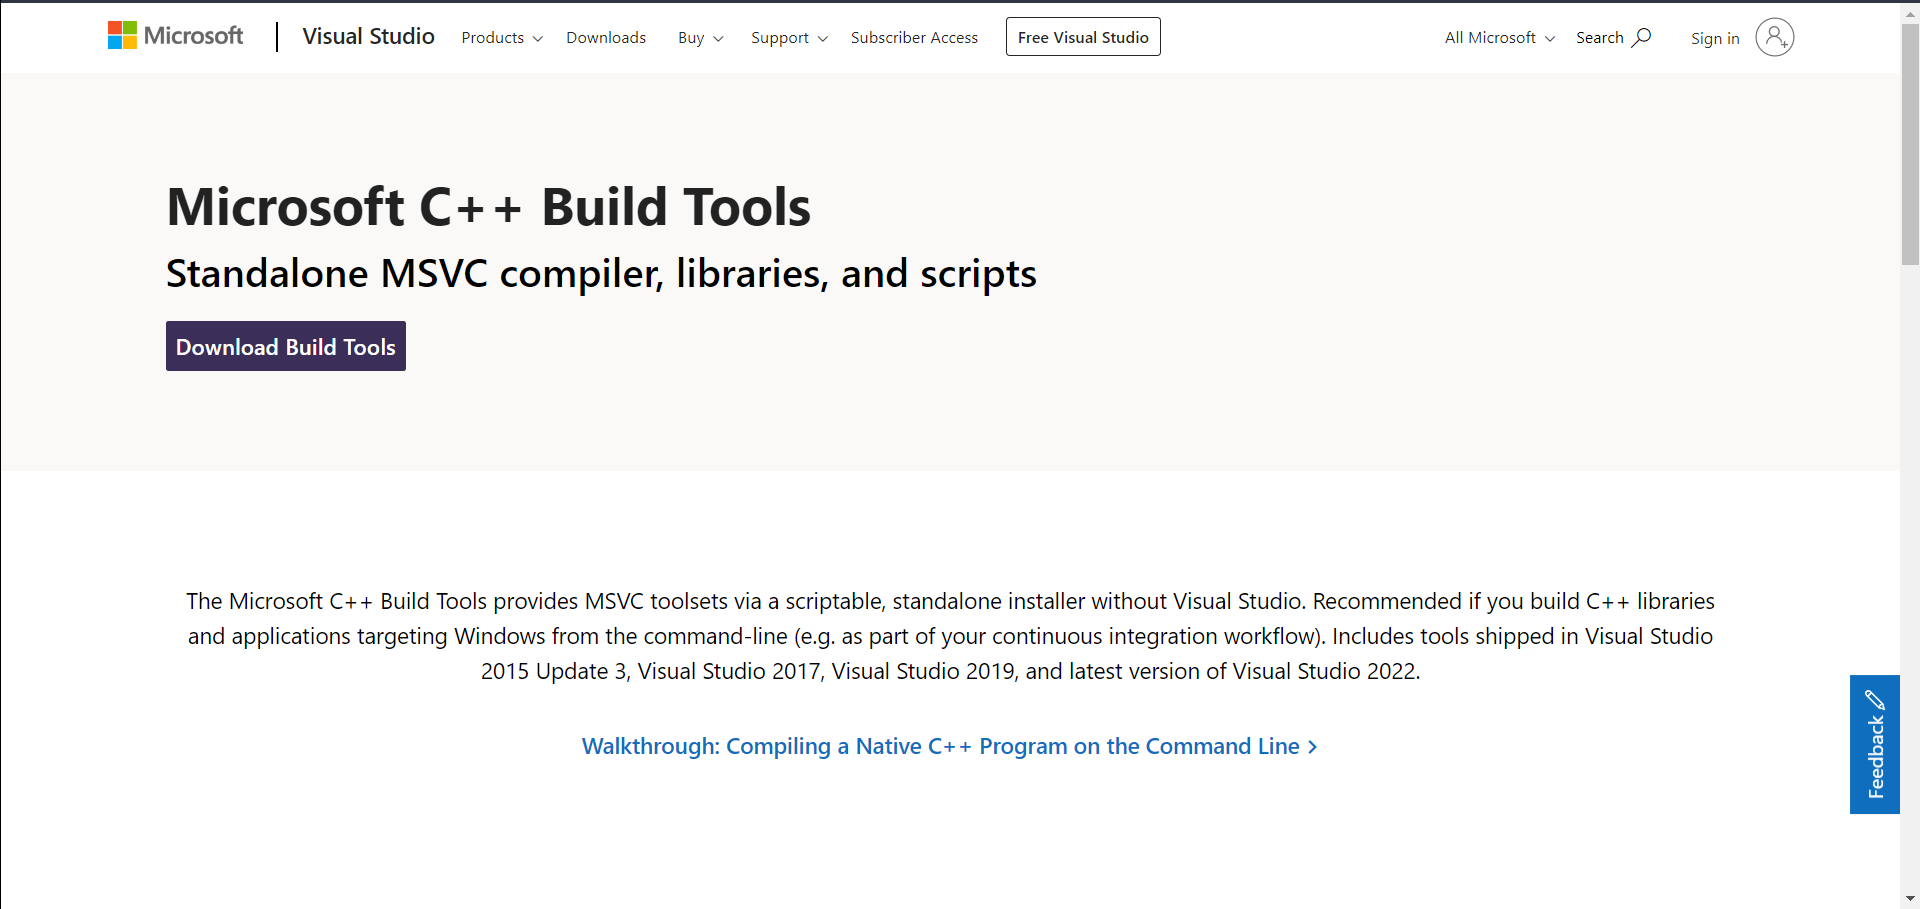 Microsoft
Visual Studio
Products
Downloads
Buy
Support
Subscriber Access
Free Visual Studio
All Microsoft
Search
Sign in
Microsoft C++ Build Tools
Standalone MSVC compiler, libraries, and scripts
Download Build Tools
The Microsoft C++ Build Tools provides MSVC toolsets via a scriptable, standalone installer without Visual Studio. Recommended if you build C++ libraries
and applications targeting Windows from the command-line (e.g. as part of your continuous integration workflow). Includes tools shipped in Visual Studio
2015 Update 3, Visual Studio 2017, Visual Studio 2019, and latest version of Visual Studio 2022.
Walkthrough: Compiling a Native C++ Program on the Command Line
Feedback